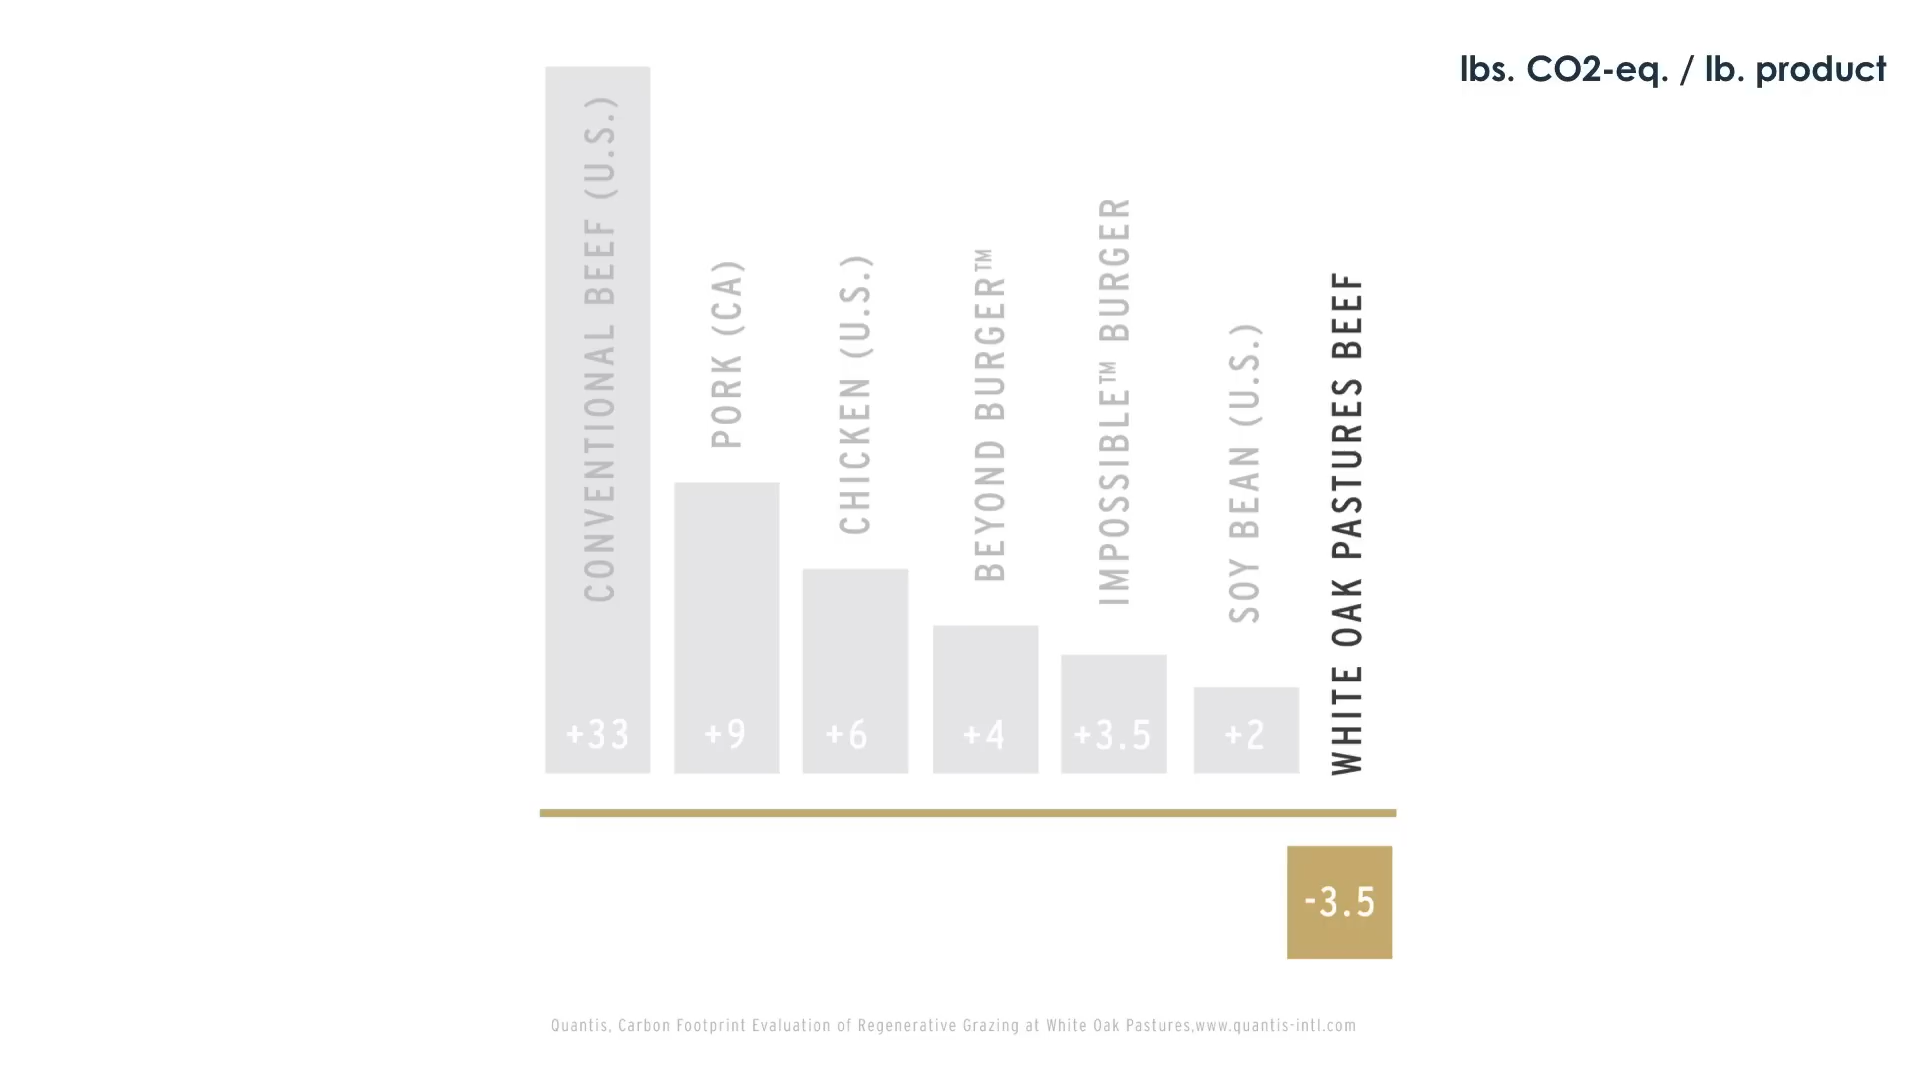 lbs. CO2-eq. / lb. product
CONVENTIONAL BEEF (U.S.)
+33
PORK (CA)
+9
CHICKEN (U.S.)
+6
BEYOND BURGER™
+4
IMPOSSIBLE™ BURGER
+3.5
SOY BEAN (U.S.)
+2
WHITE OAK PASTURES BEEF
-3.5
Quantis, Carbon Footprint Evaluation of Regenerative Grazing at White Oak Pastures,www.quantis-intl.com